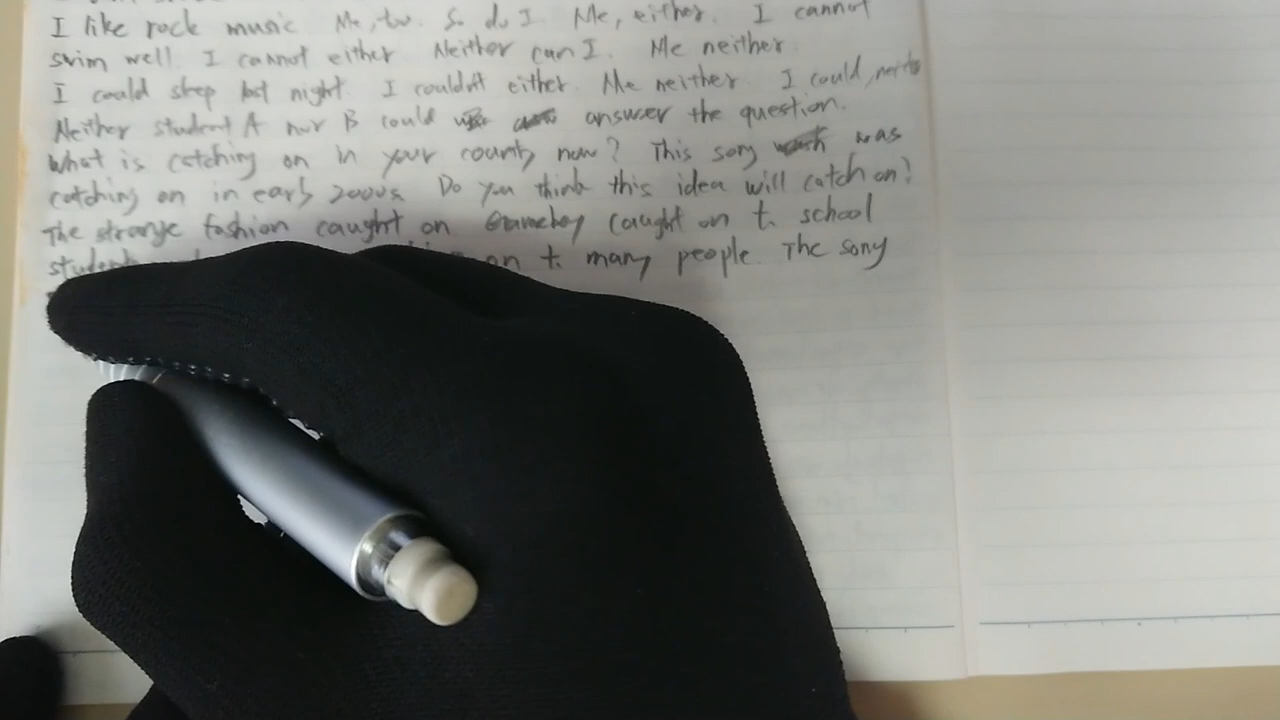 I like rock music Me, too. So do I. Me, either. I cannot
swim well. I cannot either Neither can I. Me neither.
I could sleep last night. I couldn't either. Me neither. I could,
Neither student A nor B could answer the question.
What is catching on in your country now? This song was
catching on in early 2000s. Do you think this idea will catch on?
The strange fashion caught on Gameboy caught on to school
on to many people. The song